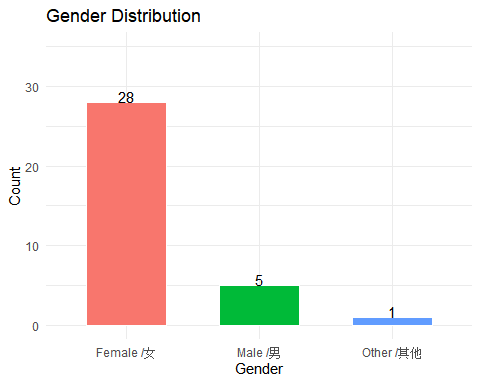 Gender Distribution
Count
30
20
10
0
28
5
1
Female /女
Male /男
Other /其他
Gender